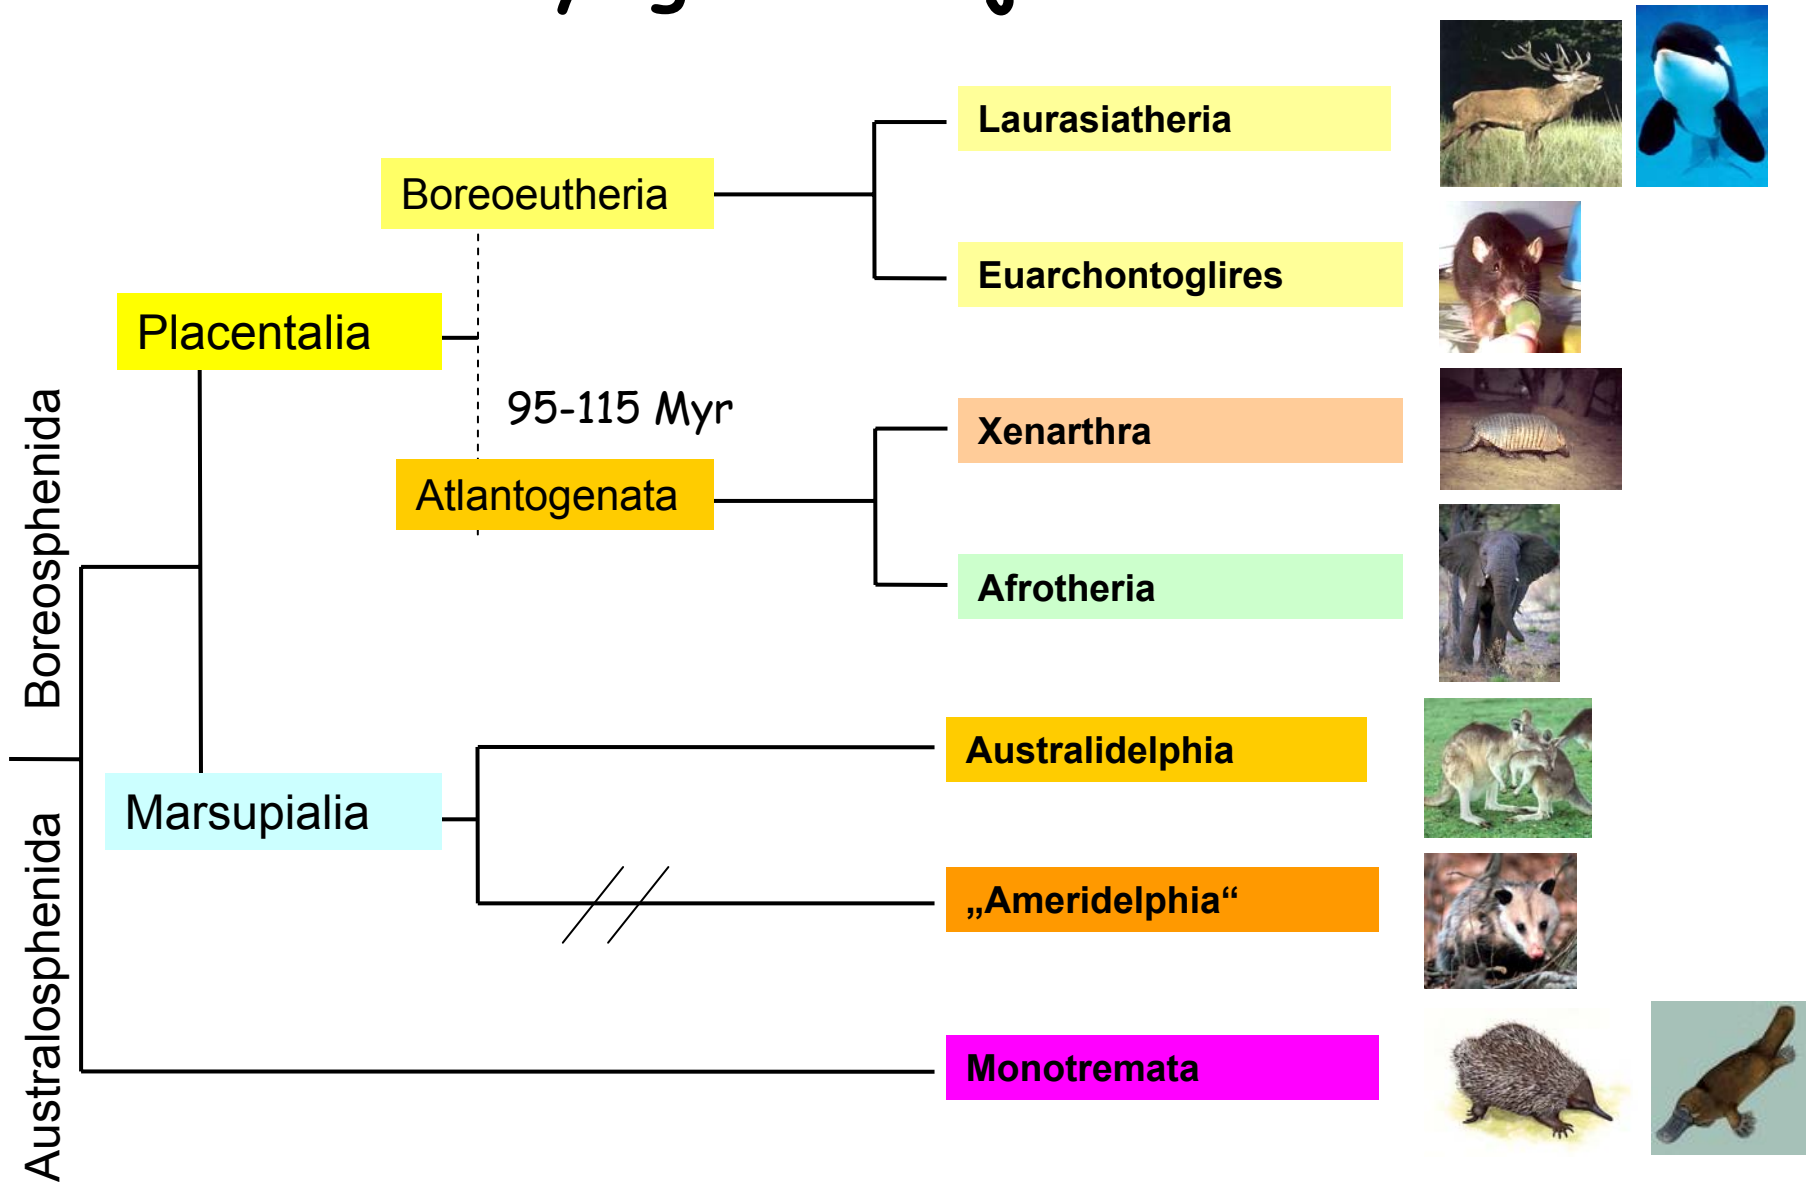 Laurasiatheria
Boreoeutheria
Euarchontoglires
Placentalia
95-115 Myr
Xenarthra
Atlantogenata
Boreosphenida
Afrotheria
Australidelphia
Marsupialia
„Ameridelphia“
Australosphenida
Monotremata